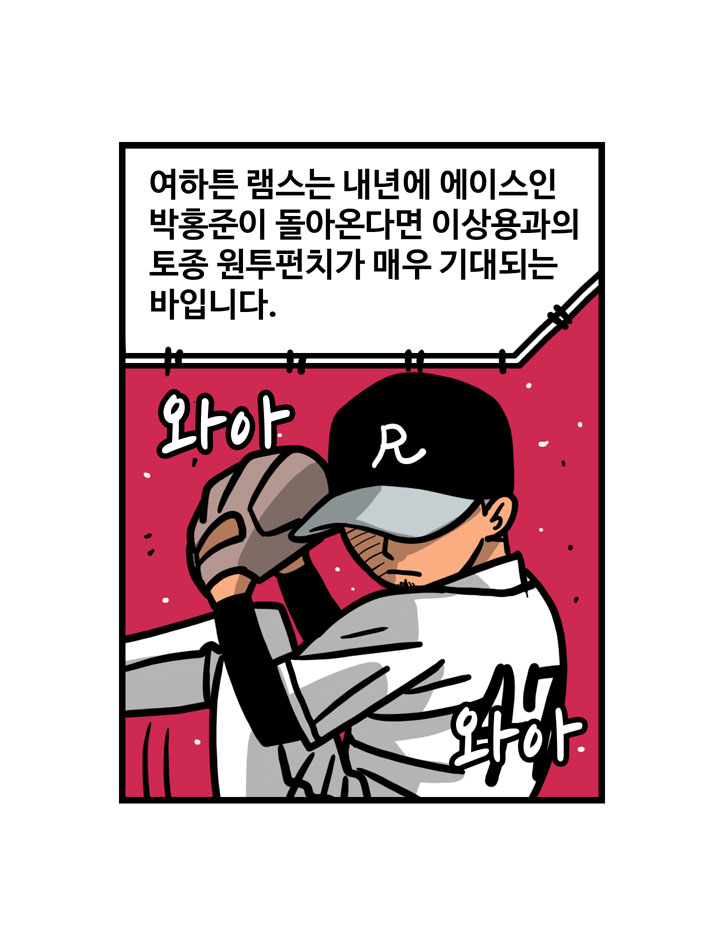 여하튼 램스는 내년에 에이스인
박홍준이 돌아온다면 이상용과의
토종 원투펀치가 매우 기대되는
바입니다.
와아
R
17
와아